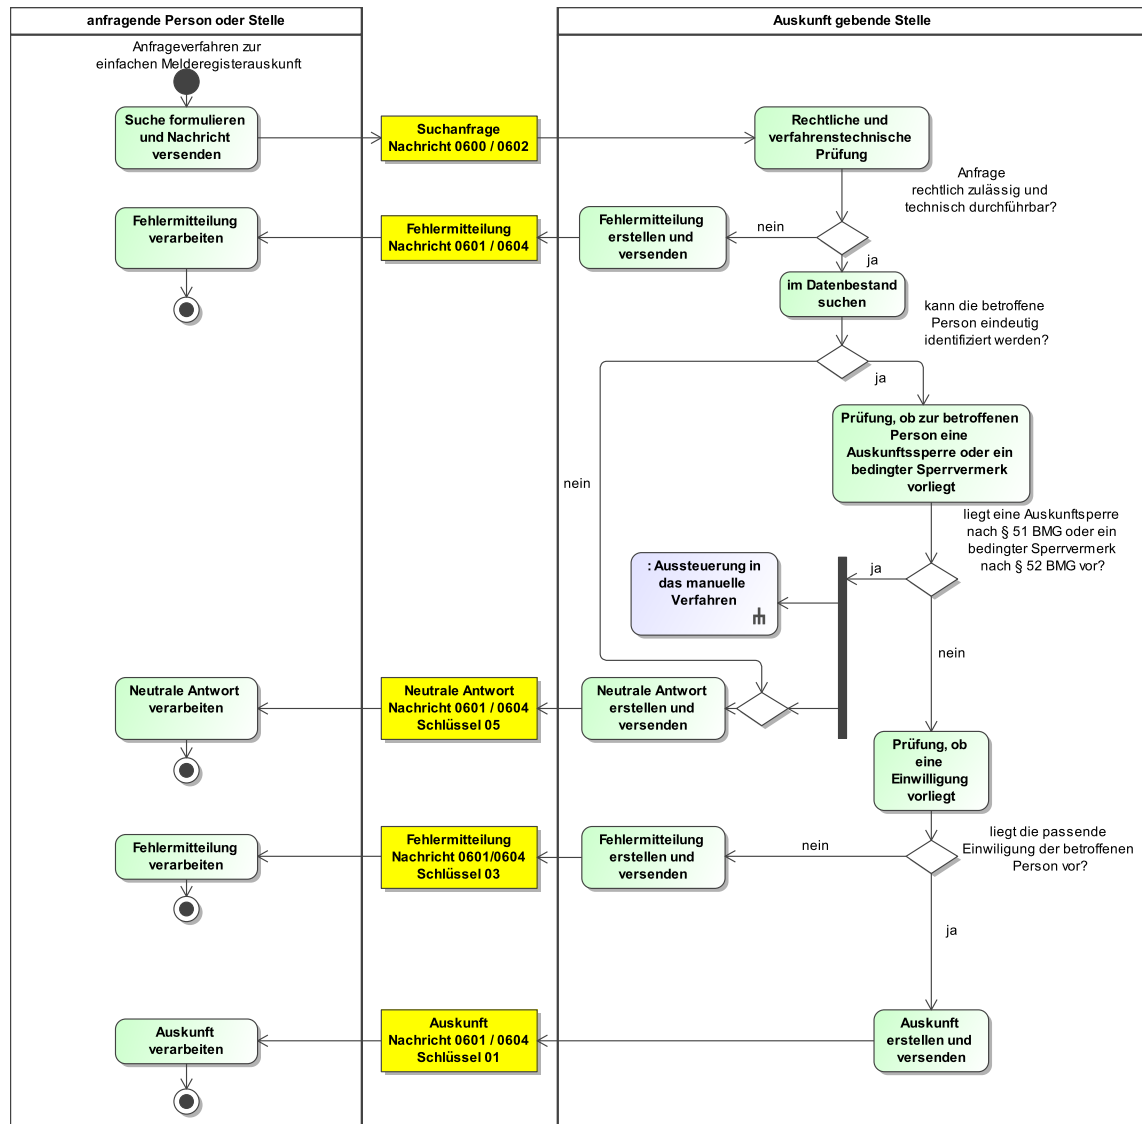 anfragende Person oder Stelle
Auskunft gebende Stelle
Anfrageverfahren zur
einfachen Melderegisterauskunft
Suche formulieren
und Nachricht
versenden
Suchanfrage
Nachricht 0600 / 0602
Rechtliche und
verfahrenstechnische
Prüfung
Anfrage
rechtlich zulässig und
technisch durchführbar?
nein
ja
Fehlermitteilung
erstellen und
versenden
Fehlermitteilung
Nachricht 0601 / 0604
Fehlermitteilung
verarbeiten
im Datenbestand
suchen
kann die betroffene
Person eindeutig
identifiziert werden?
ja
nein
Prüfung, ob zur betroffenen
Person eine
Auskunftssperre oder ein
bedingter Sperrvermerk
vorliegt
liegt eine Auskunftsperre
nach § 51 BMG oder ein
bedingter Sperrvermerk
nach § 52 BMG vor?
ja
nein
: Aussteuerung in
das manuelle
Verfahren
Neutrale Antwort
erstellen und
versenden
Neutrale Antwort
Nachricht 0601 / 0604
Schlüssel 05
Neutrale Antwort
verarbeiten
Prüfung, ob
eine
Einwilligung
vorliegt
liegt die passende
Einwiligung der betroffenen
Person vor?
nein
ja
Fehlermitteilung
erstellen und
versenden
Fehlermitteilung
Nachricht 0601/0604
Schlüssel 03
Fehlermitteilung
verarbeiten
Auskunft
erstellen und
versenden
Auskunft
Nachricht 0601 / 0604
Schlüssel 01
Auskunft
verarbeiten